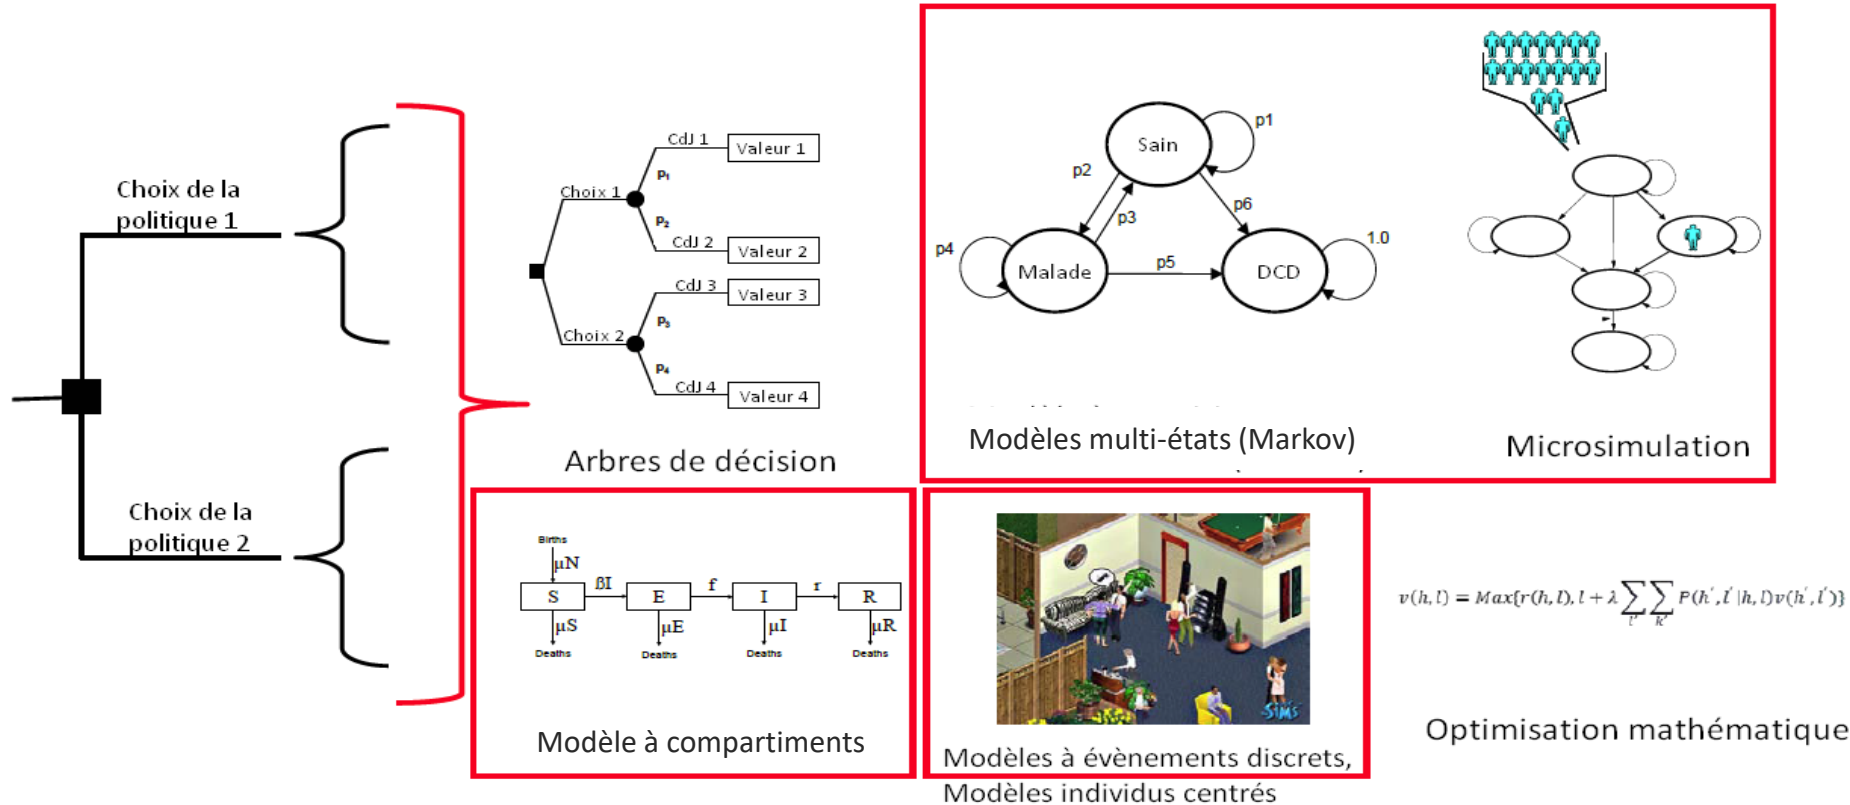 Choix de la
politique 1
Choix de la
politique 2
Choix 1
CdJ 1
Valeur 1
p₁
p₂
CdJ 2
Valeur 2
CdJ 3
Valeur 3
Choix 2
p₃
p₄
CdJ 4
Valeur 4
Arbres de décision
Sain
p1
p2
p3
p6
p4
Malade
p5
DCD
1.0
Modèles multi-états (Markov)
Microsimulation
Births
µN
S
ßI
E
f
I
r
R
µS
µE
µI
µR
Deaths
Deaths
Deaths
Deaths
Modèle à compartiments
SiMS
Modèles à évènements discrets,
Modèles individus centrés
v(h, l) = Max{r(h, l), l + λ ∑ ∑ P(h′, l′ |h, l)v(h′, l′)}
l′ k′
Optimisation mathématique